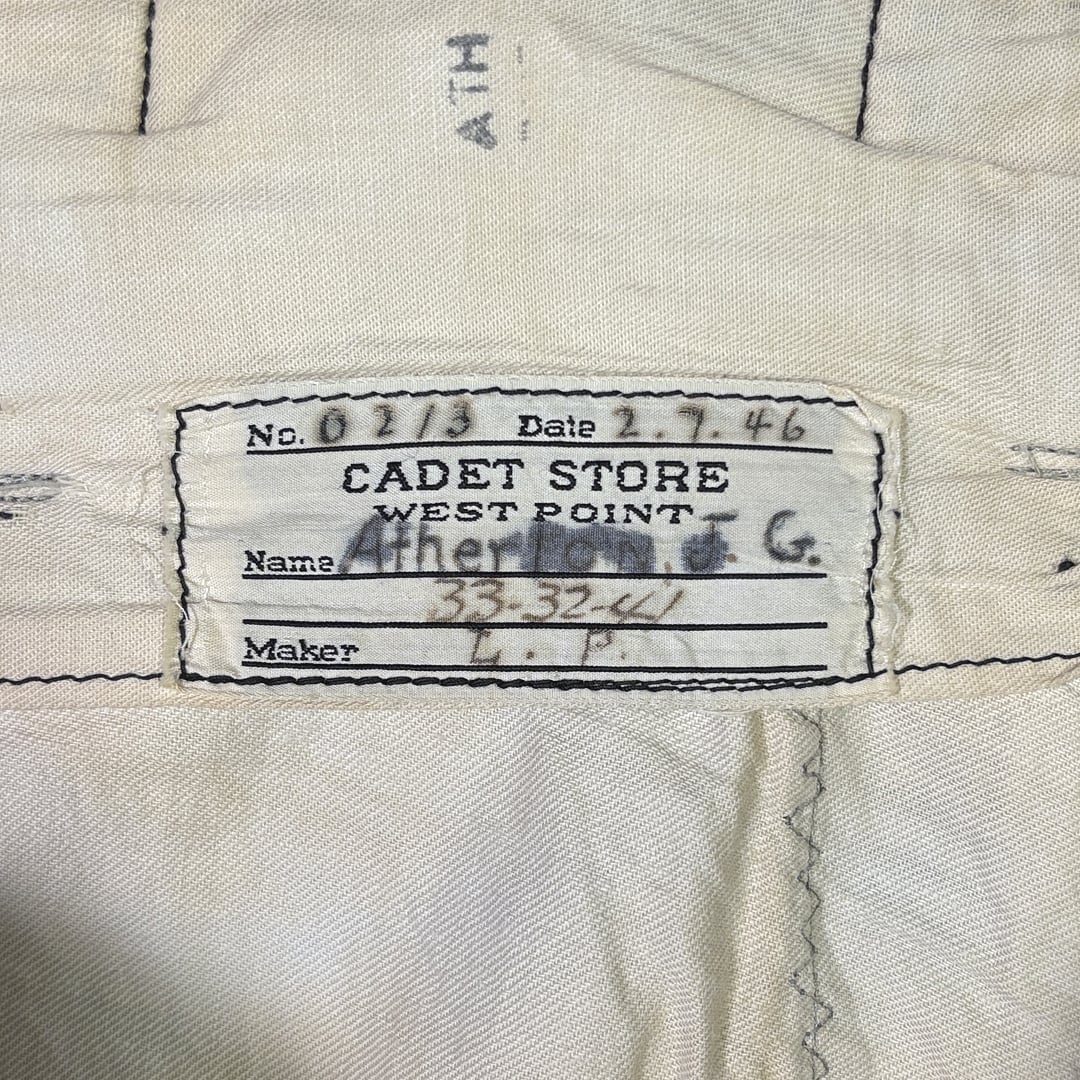 ATH
No. 0213 Date 2.7.46
CADET STORE
WEST POINT
Name Atherton, J. G.
33-32-41
Maker L. P.